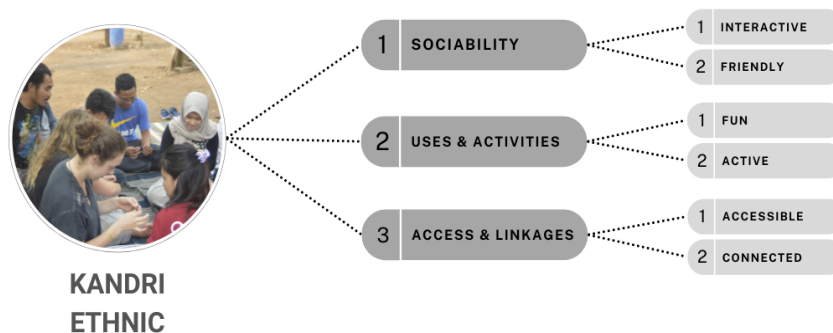 KANDRI
ETHNIC
1 SOCIABILITY
1 INTERACTIVE
2 FRIENDLY
2 USES & ACTIVITIES
1 FUN
2 ACTIVE
3 ACCESS & LINKAGES
1 ACCESSIBLE
2 CONNECTED